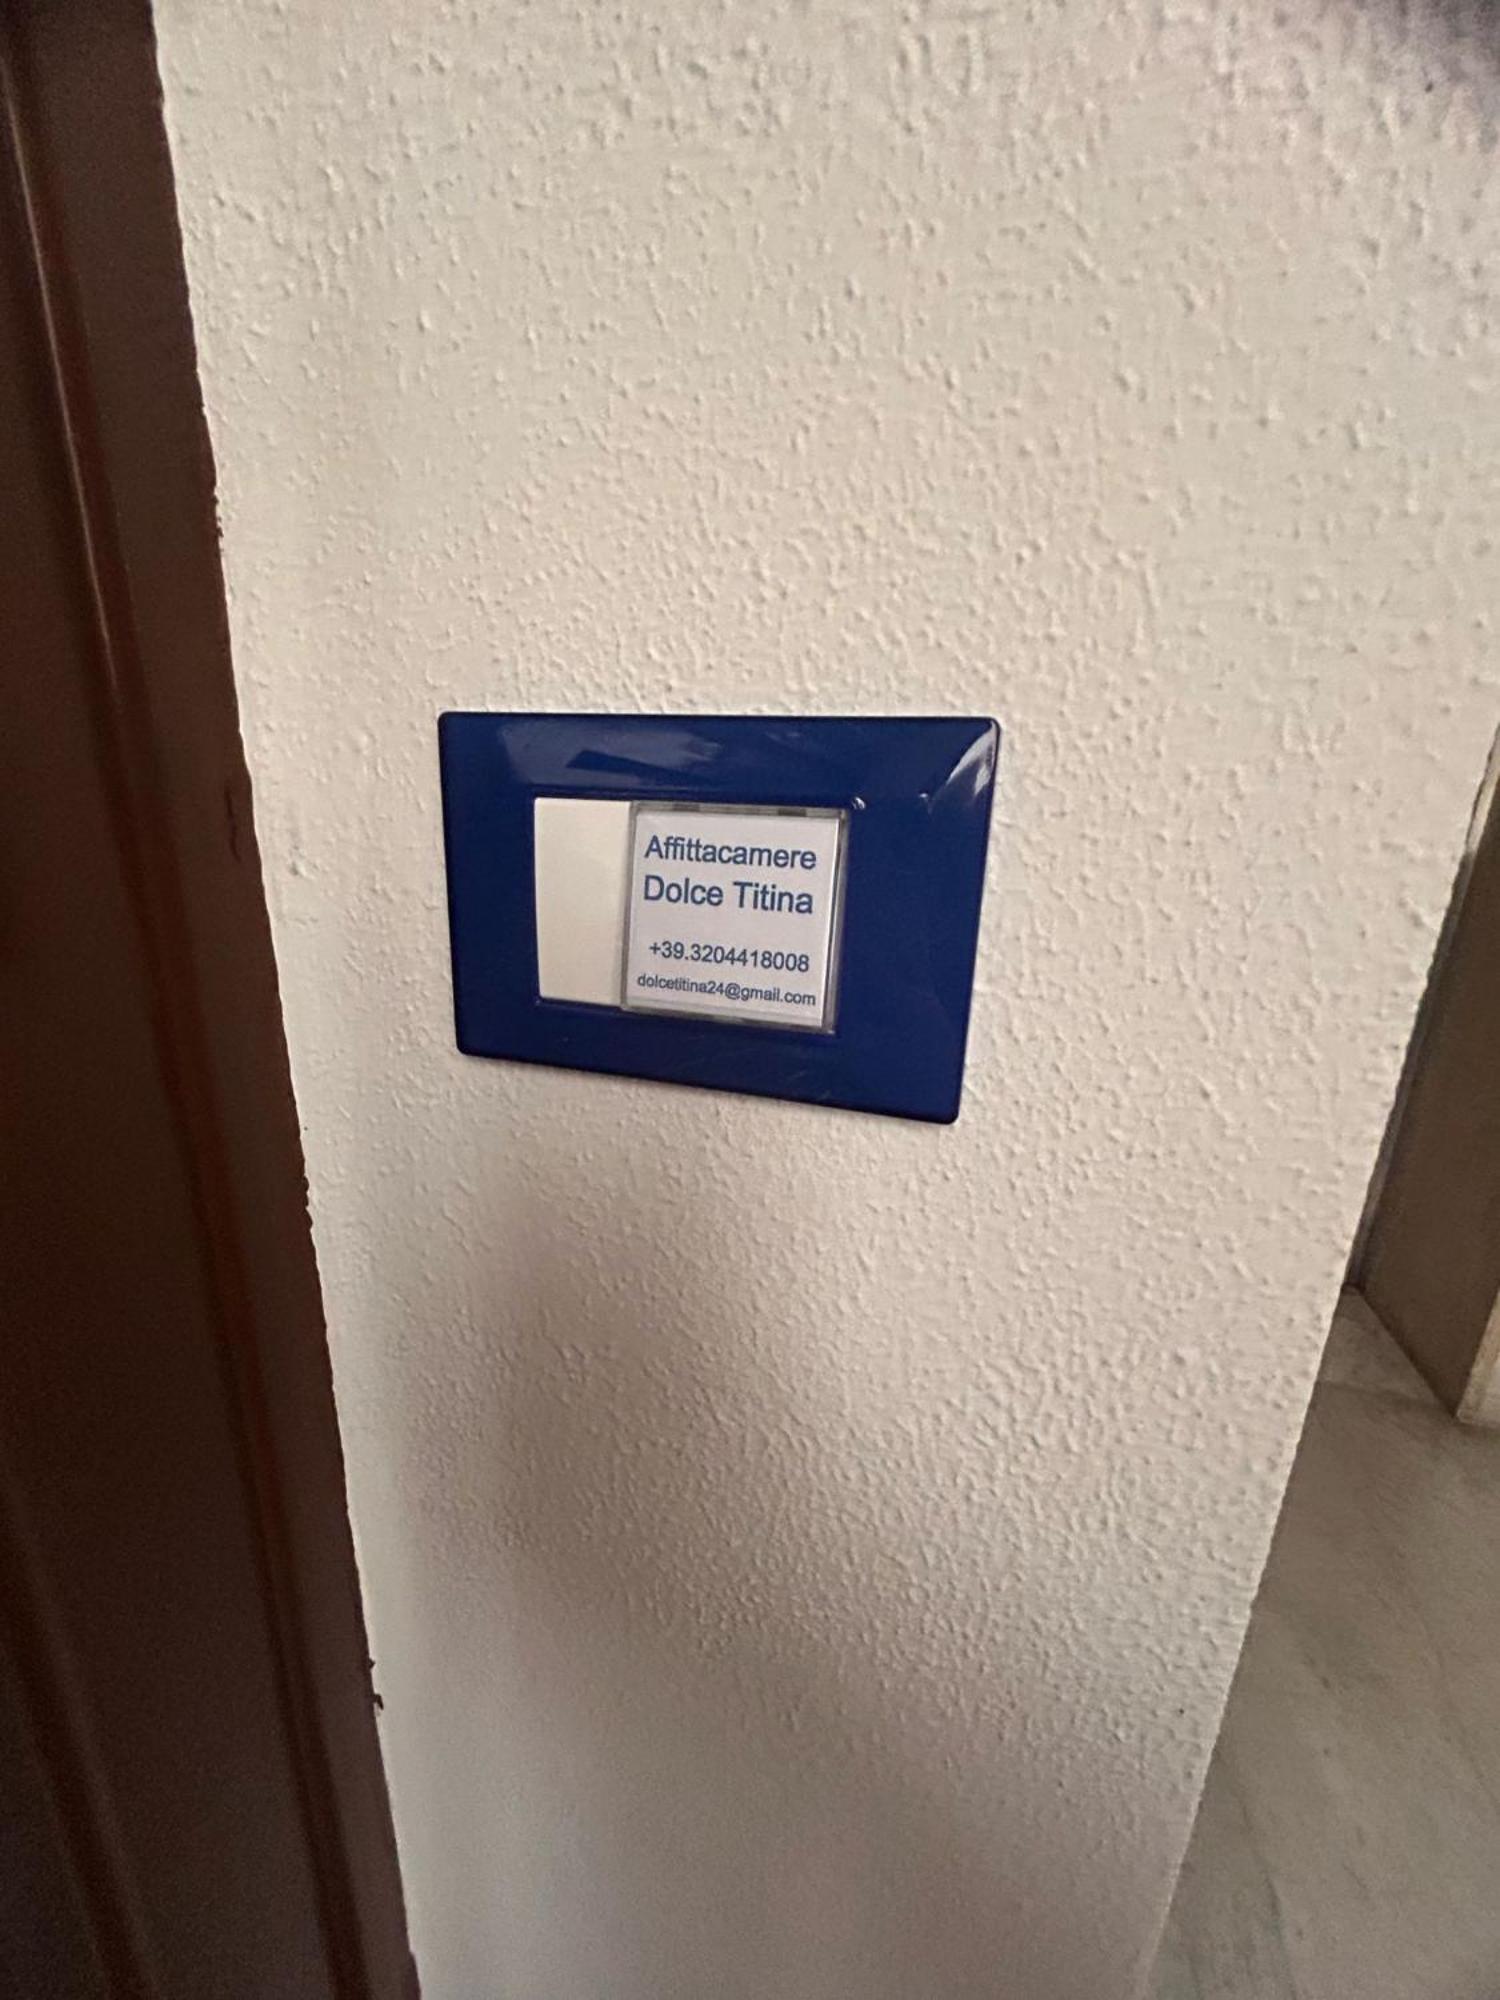 Affittacamere
Dolce Titina
+39.3204418008
dolcetitina24@gmail.com